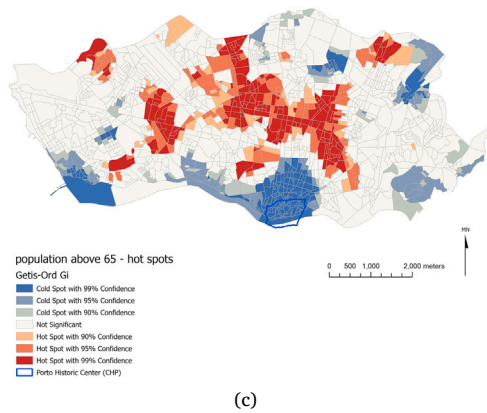 MN
population above 65 - hot spots
Getis-Ord Gi
Cold Spot with 99% Confidence
Cold Spot with 95% Confidence
Cold Spot with 90% Confidence
Not Significant
Hot Spot with 90% Confidence
Hot Spot with 95% Confidence
Hot Spot with 99% Confidence
Porto Historic Center (CHP)
0 500 1,000 2,000 meters
(c)